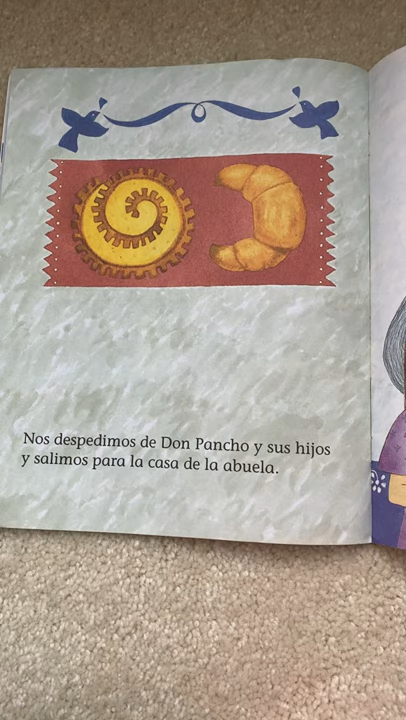 Nos despedimos de Don Pancho y sus hijos
y salimos para la casa de la abuela.